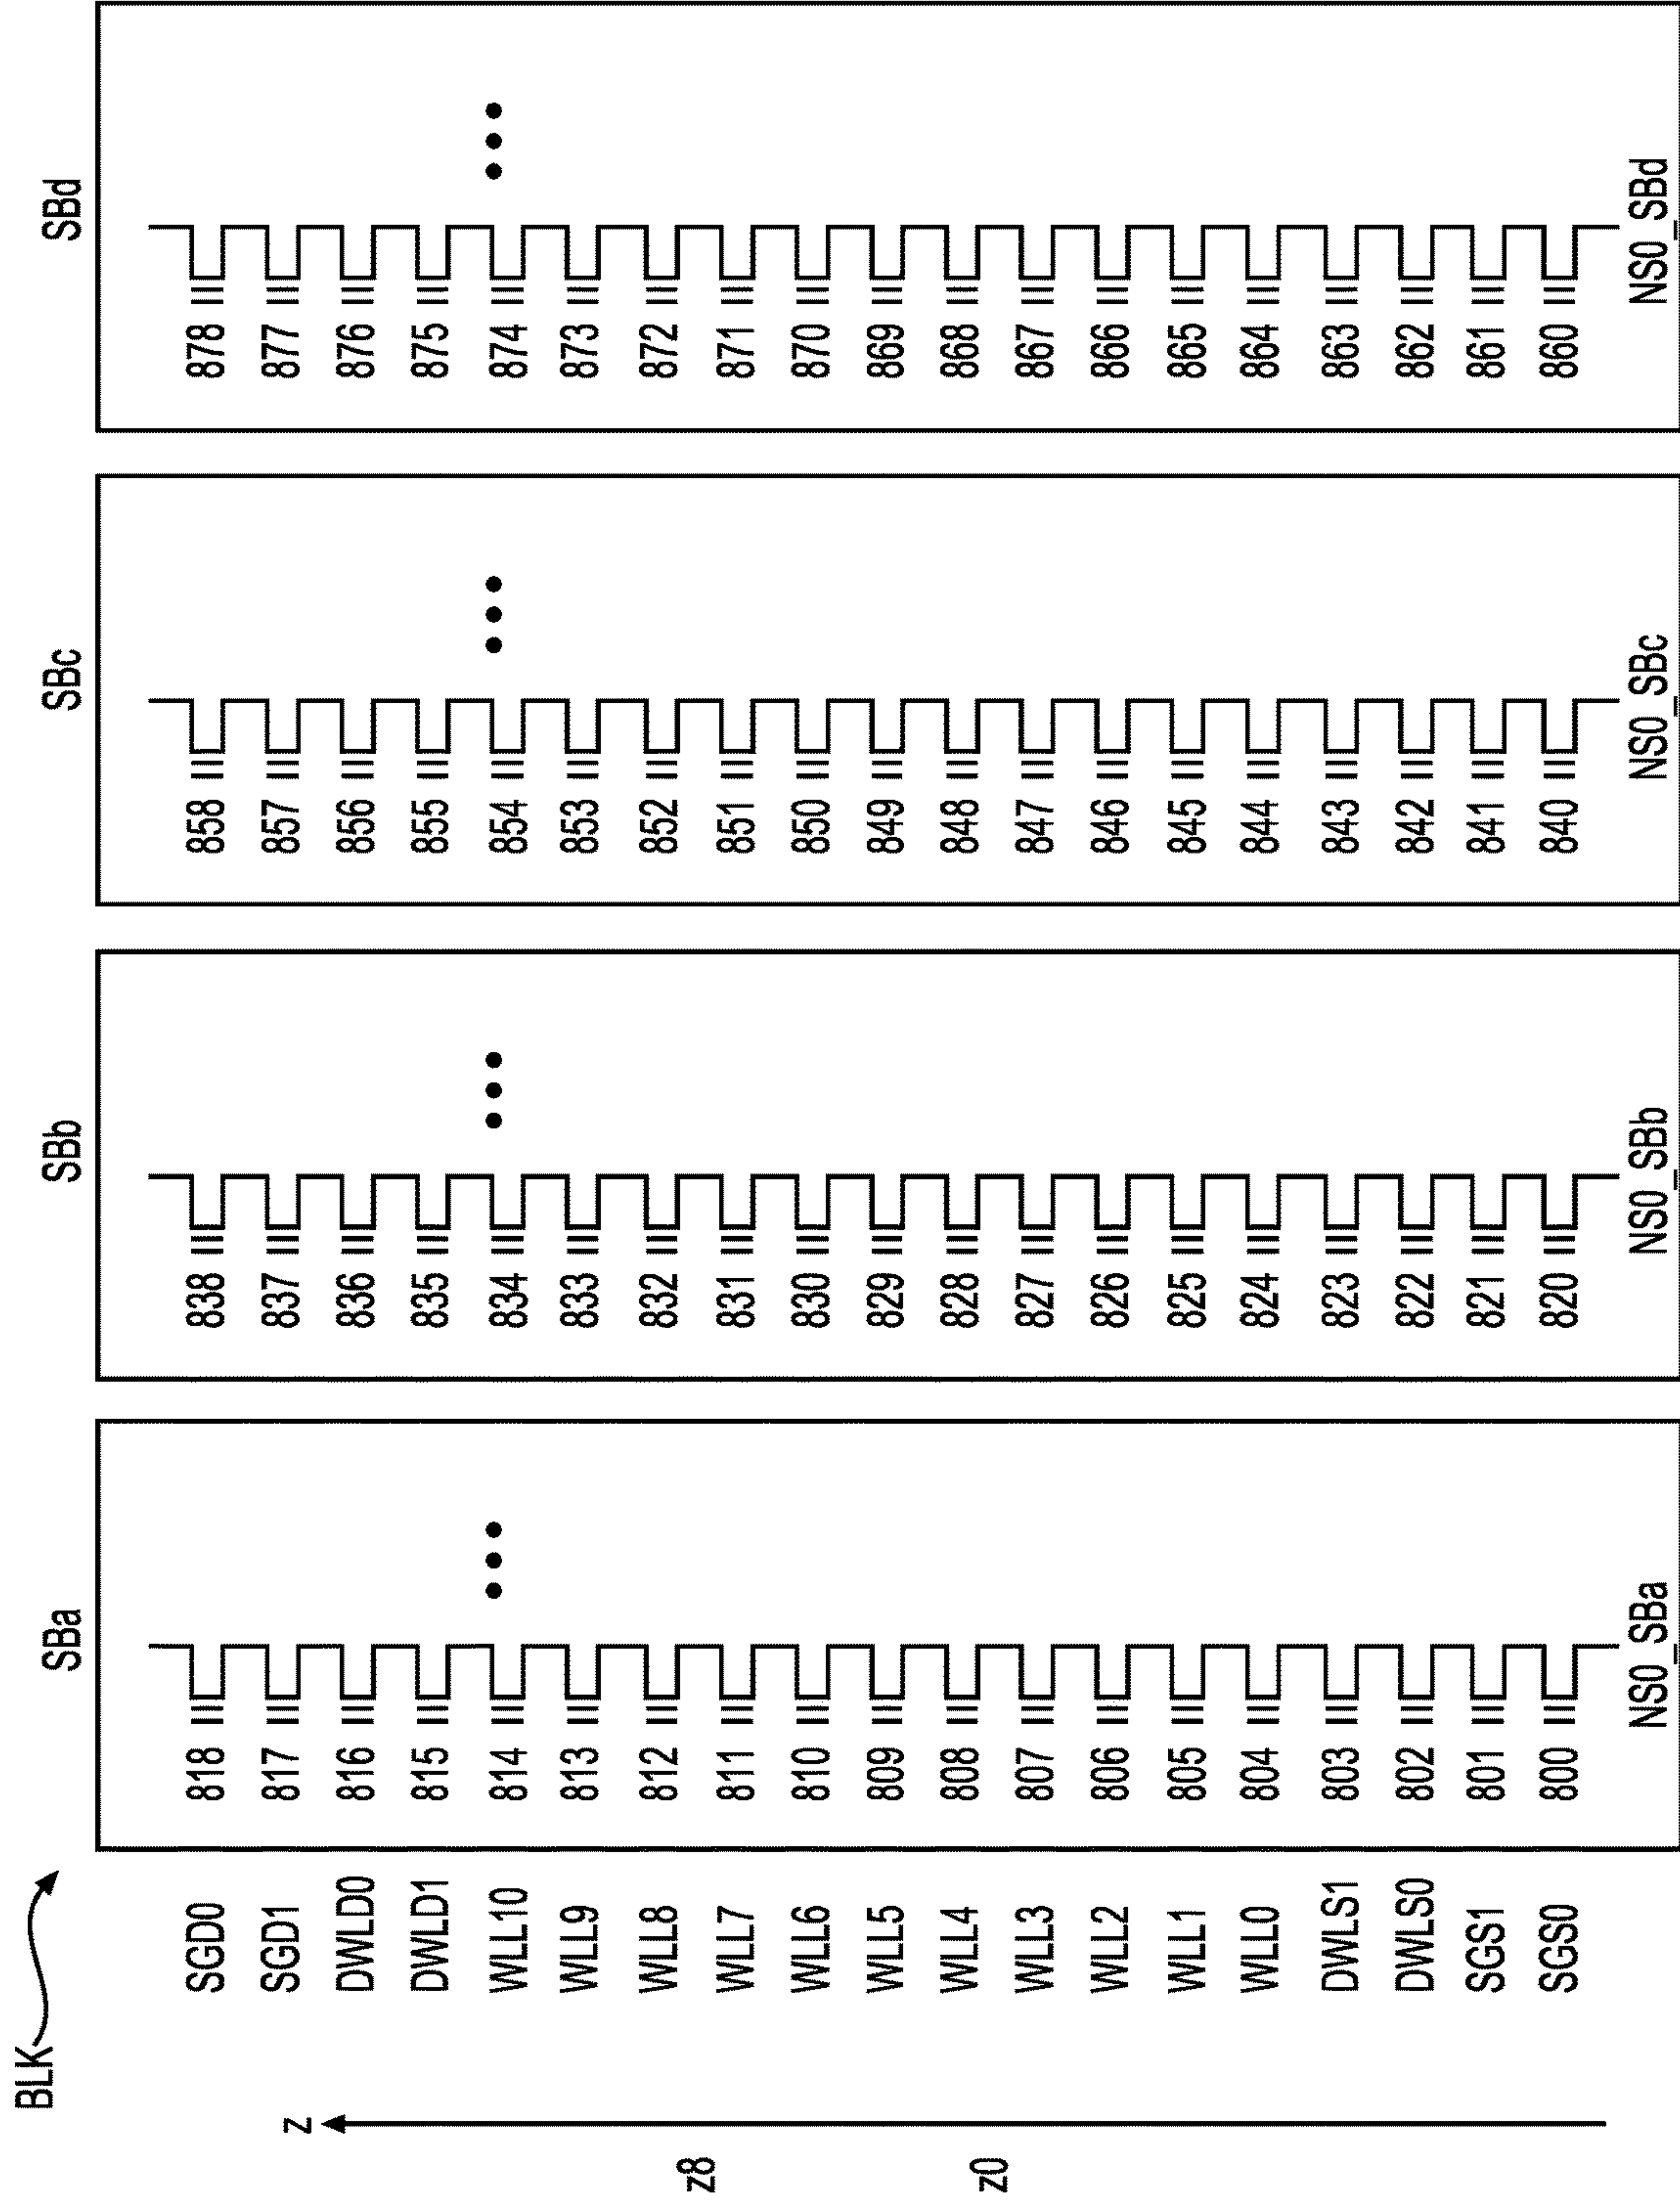 BLK
SBa SBb SBc SBd
SGD0 818 838 858 878
SGD1 817 837 857 877
z
DWLD0 816 836 856 876
DWLD1 815 835 855 875
WLL10 814 834 854 874
WLL9 813 833 853 873
WLL8 812 832 852 872
z8
WLL7 811 831 851 871
WLL6 810 830 850 870
WLL5 809 829 849 869
WLL4 808 828 848 868
z0
WLL3 807 827 847 867
WLL2 806 826 846 866
WLL1 805 825 845 865
WLL0 804 824 844 864
DWLS1 803 823 843 863
DWLS0 802 822 842 862
SGS1 801 821 841 861
SGS0 800 820 840 860
NS0_SBa NS0_SBb NS0_SBc NS0_SBd